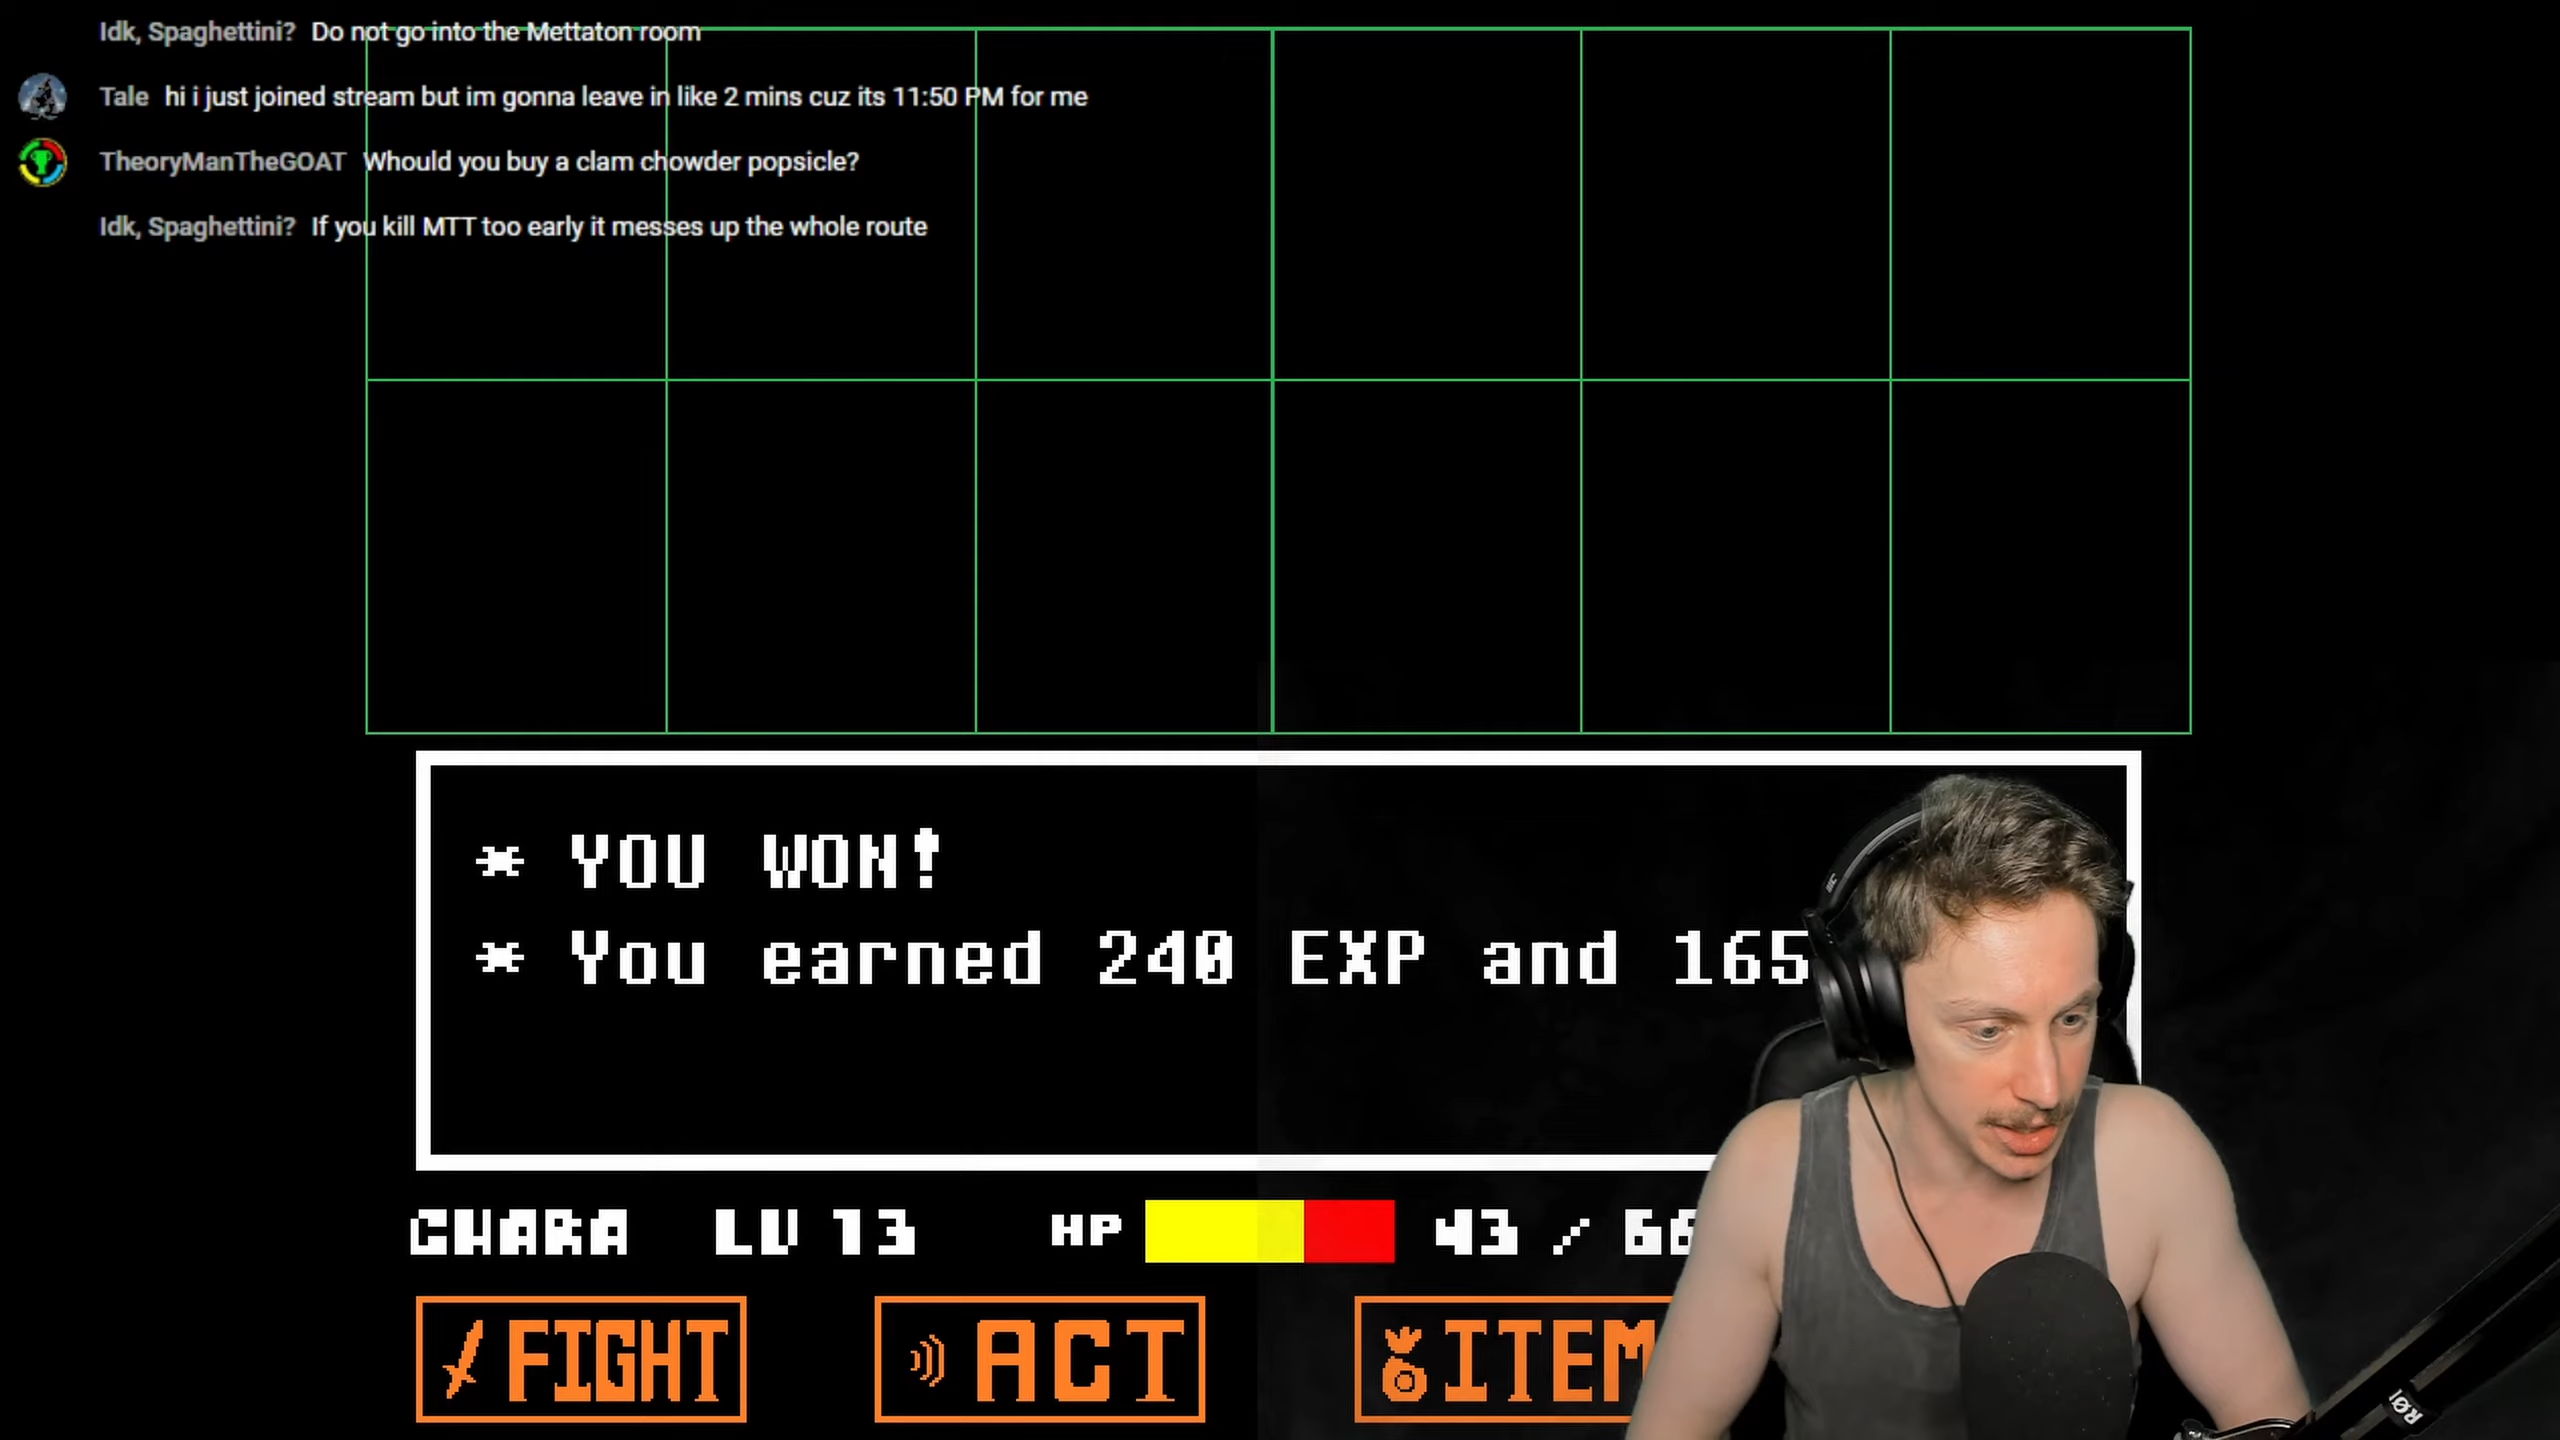 Idk, Spaghettini? Do not go into the Mettaton room
Tale hi i just joined stream but im gonna leave in like 2 mins cuz its 11:50 PM for me
TheoryManTheGOAT Whould you buy a clam chowder popsicle?
Idk, Spaghettini? If you kill MTT too early it messes up the whole route
* YOU WON!
* You earned 240 EXP and 165
CHARA LV 13 HP 43 / 66
FIGHT ACT ITEM